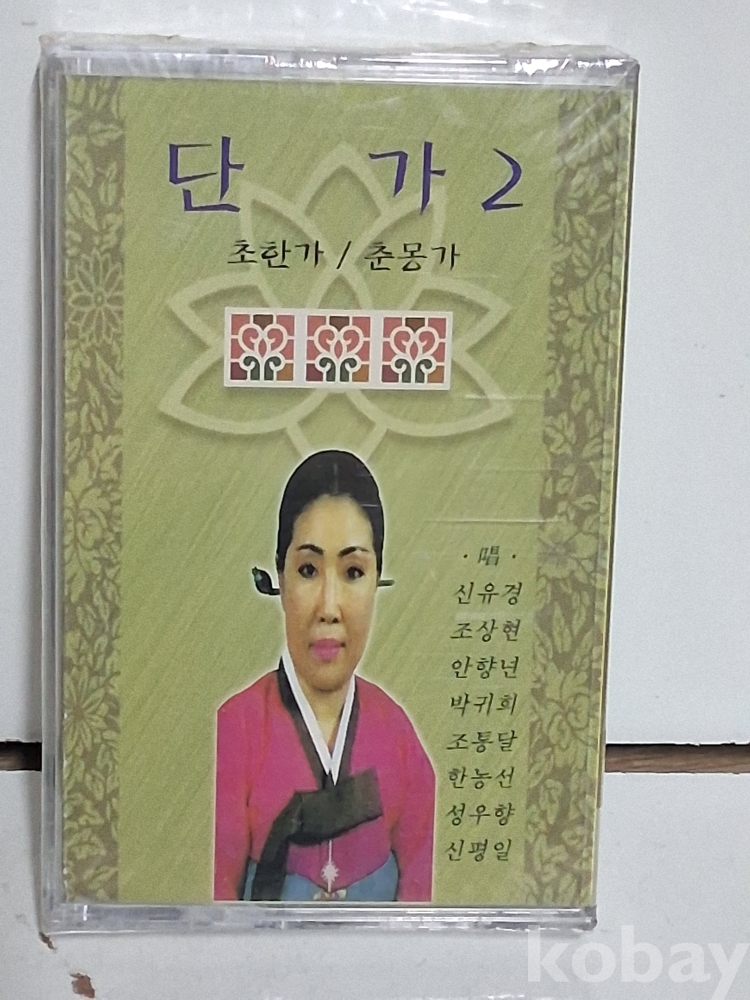 단 가 2
초한가 / 춘몽가
· 唱 ·
신유경
조상현
안향년
박귀희
조통달
한농선
성우향
신평일
kobay